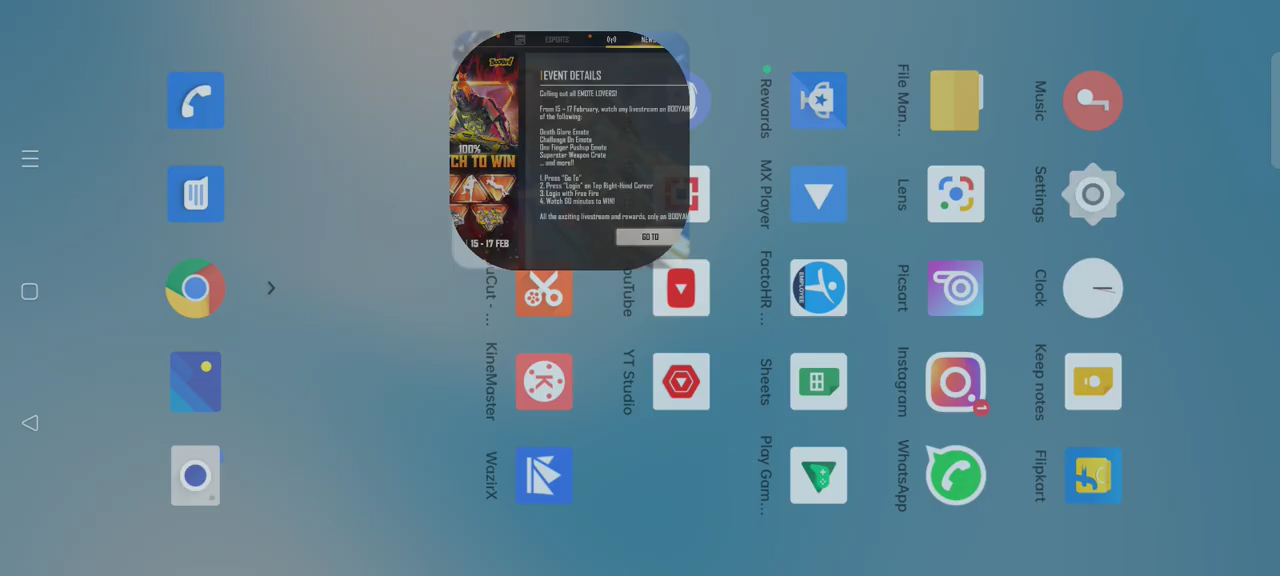 ESPORTS
NEWS
EVENT DETAILS
Calling out all EMOTE LOVERS!
From 15 - 17 February, watch any livestream on BOOYAH!
of the following:
Death Glare Emote
Challenge On Emote
One Finger Pushup Emote
Superstar Weapon Crate
... and more!!
1. Press "Go To"
2. Press "Login" on Top Right-Hand Corner
3. Login with Free Fire
4. Watch 60 minutes to WIN!
All the exciting livestream and rewards, only on BOOYAH
GO TO
100%
CH TO WIN
15 - 17 FEB
Music
Settings
Clock
Keep notes
Flipkart
File Man...
Lens
Picsart
Instagram
1
WhatsApp
Rewards
MX Player
FactoHR ...
EMPLOYEE
Sheets
Play Gam...
ouTube
YT Studio
uCut - ...
KineMaster
K
WazirX